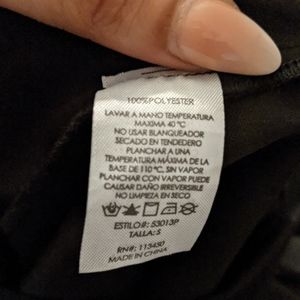 100% POLYESTER
LAVAR A MANO TEMPERATURA
MAXIMA 40 °C
NO USAR BLANQUEADOR
SECADO EN TENDEDERO
PLANCHAR A UNA
TEMPERATURA MÁXIMA DE LA
BASE DE 110 °C, SIN VAPOR
PLANCHAR CON VAPOR PUEDE
CAUSAR DAÑO IRREVERSIBLE
NO LIMPIEZA EN SECO
ESTILO#: 53013P
TALLA: S
RN#: 113450
MADE IN CHINA